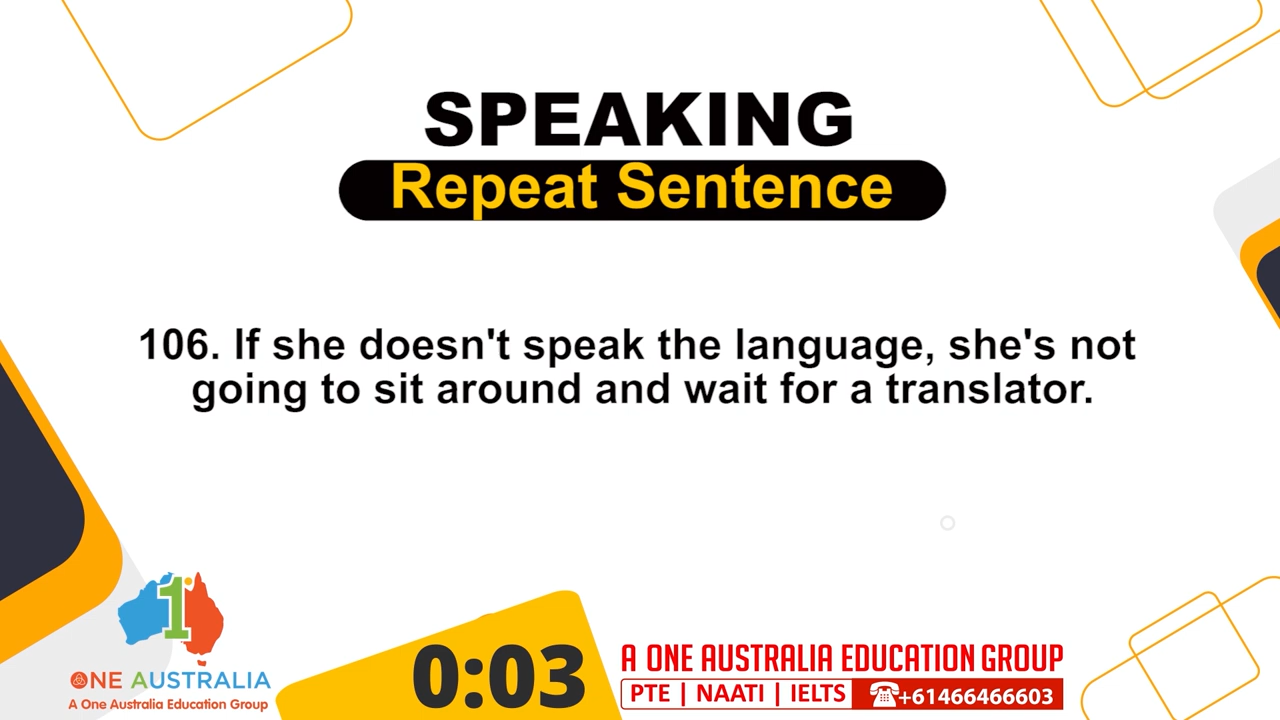 SPEAKING
Repeat Sentence
106. If she doesn't speak the language, she's not
going to sit around and wait for a translator.
1
ONE AUSTRALIA
A One Australia Education Group
0:03
A ONE AUSTRALIA EDUCATION GROUP
PTE | NAATI | IELTS ☎+61466466603